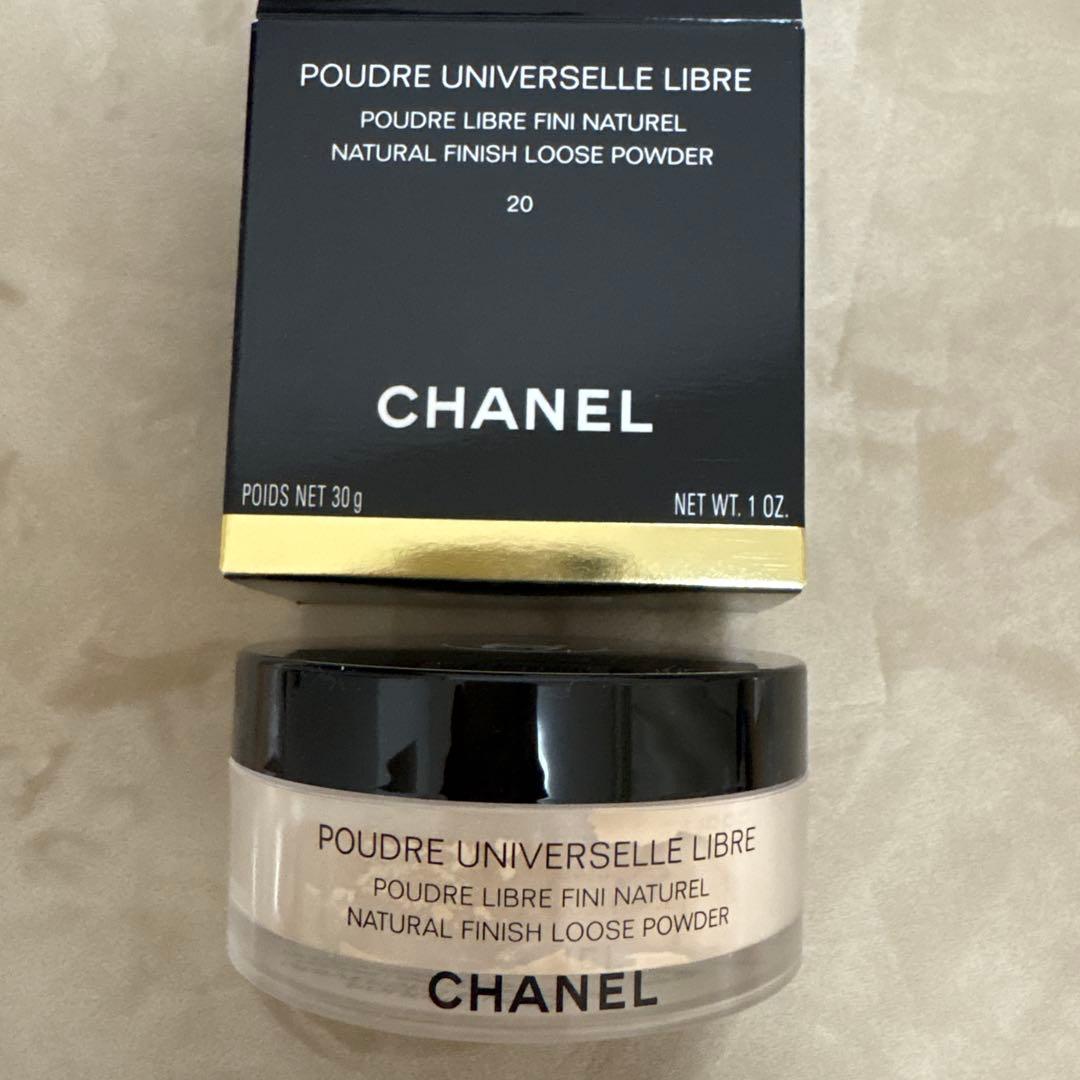 POUDRE UNIVERSELLE LIBRE
POUDRE LIBRE FINI NATUREL
NATURAL FINISH LOOSE POWDER
20
CHANEL
POIDS NET 30 g
NET WT. 1 OZ.
POUDRE UNIVERSELLE LIBRE
POUDRE LIBRE FINI NATUREL
NATURAL FINISH LOOSE POWDER
CHANEL